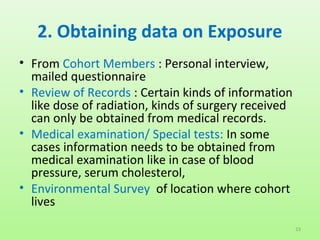 2. Obtaining data on Exposure
• From Cohort Members : Personal interview,
mailed questionnaire
• Review of Records : Certain kinds of information
like dose of radiation, kinds of surgery received
can only be obtained from medical records.
• Medical examination/ Special tests: In some
cases information needs to be obtained from
medical examination like in case of blood
pressure, serum cholesterol,
• Environmental Survey of location where cohort
lives